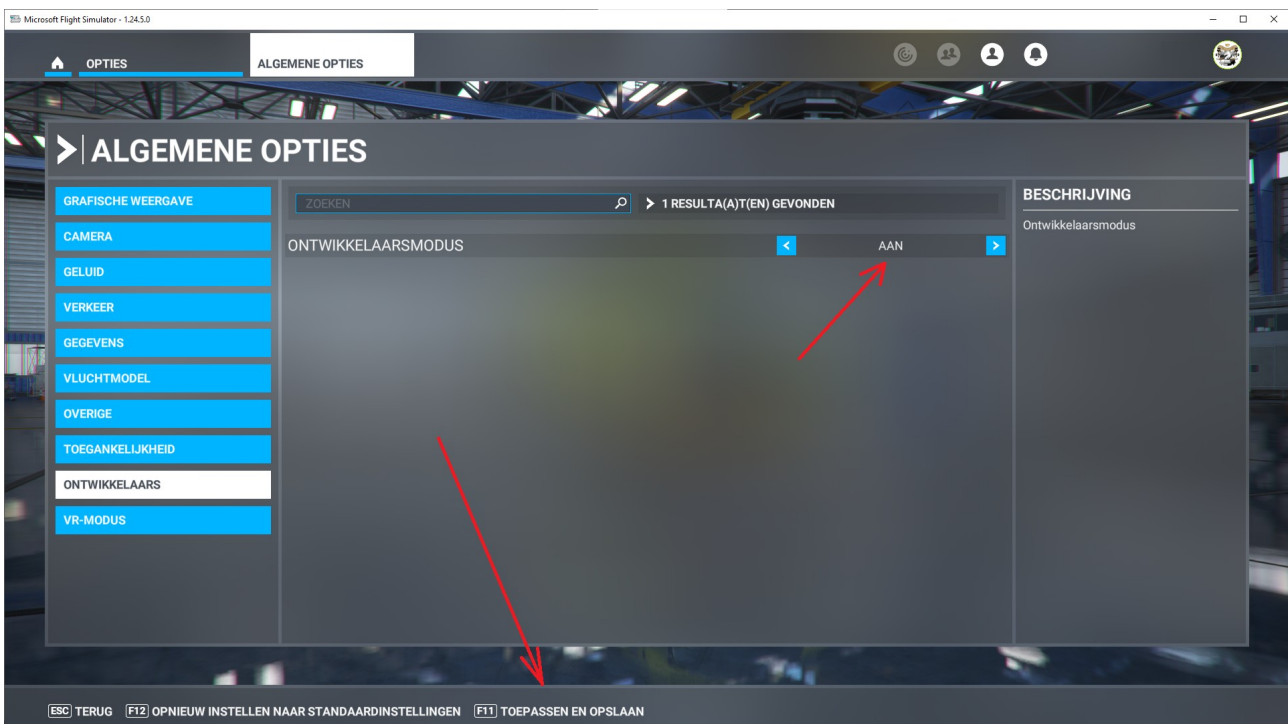 Microsoft Flight Simulator - 1.24.5.0
OPTIES
ALGEMENE OPTIES
ALGEMENE OPTIES
GRAFISCHE WEERGAVE
CAMERA
GELUID
VERKEER
GEGEVENS
VLUCHTMODEL
OVERIGE
TOEGANKELIJKHEID
ONTWIKKELAARS
VR-MODUS
ZOEKEN
1 RESULTA(A)T(EN) GEVONDEN
ONTWIKKELAARSMODUS
AAN
BESCHRIJVING
Ontwikkelaarsmodus
ESC TERUG F12 OPNIEUW INSTELLEN NAAR STANDAARDINSTELLINGEN F11 TOEPASSEN EN OPSLAAN